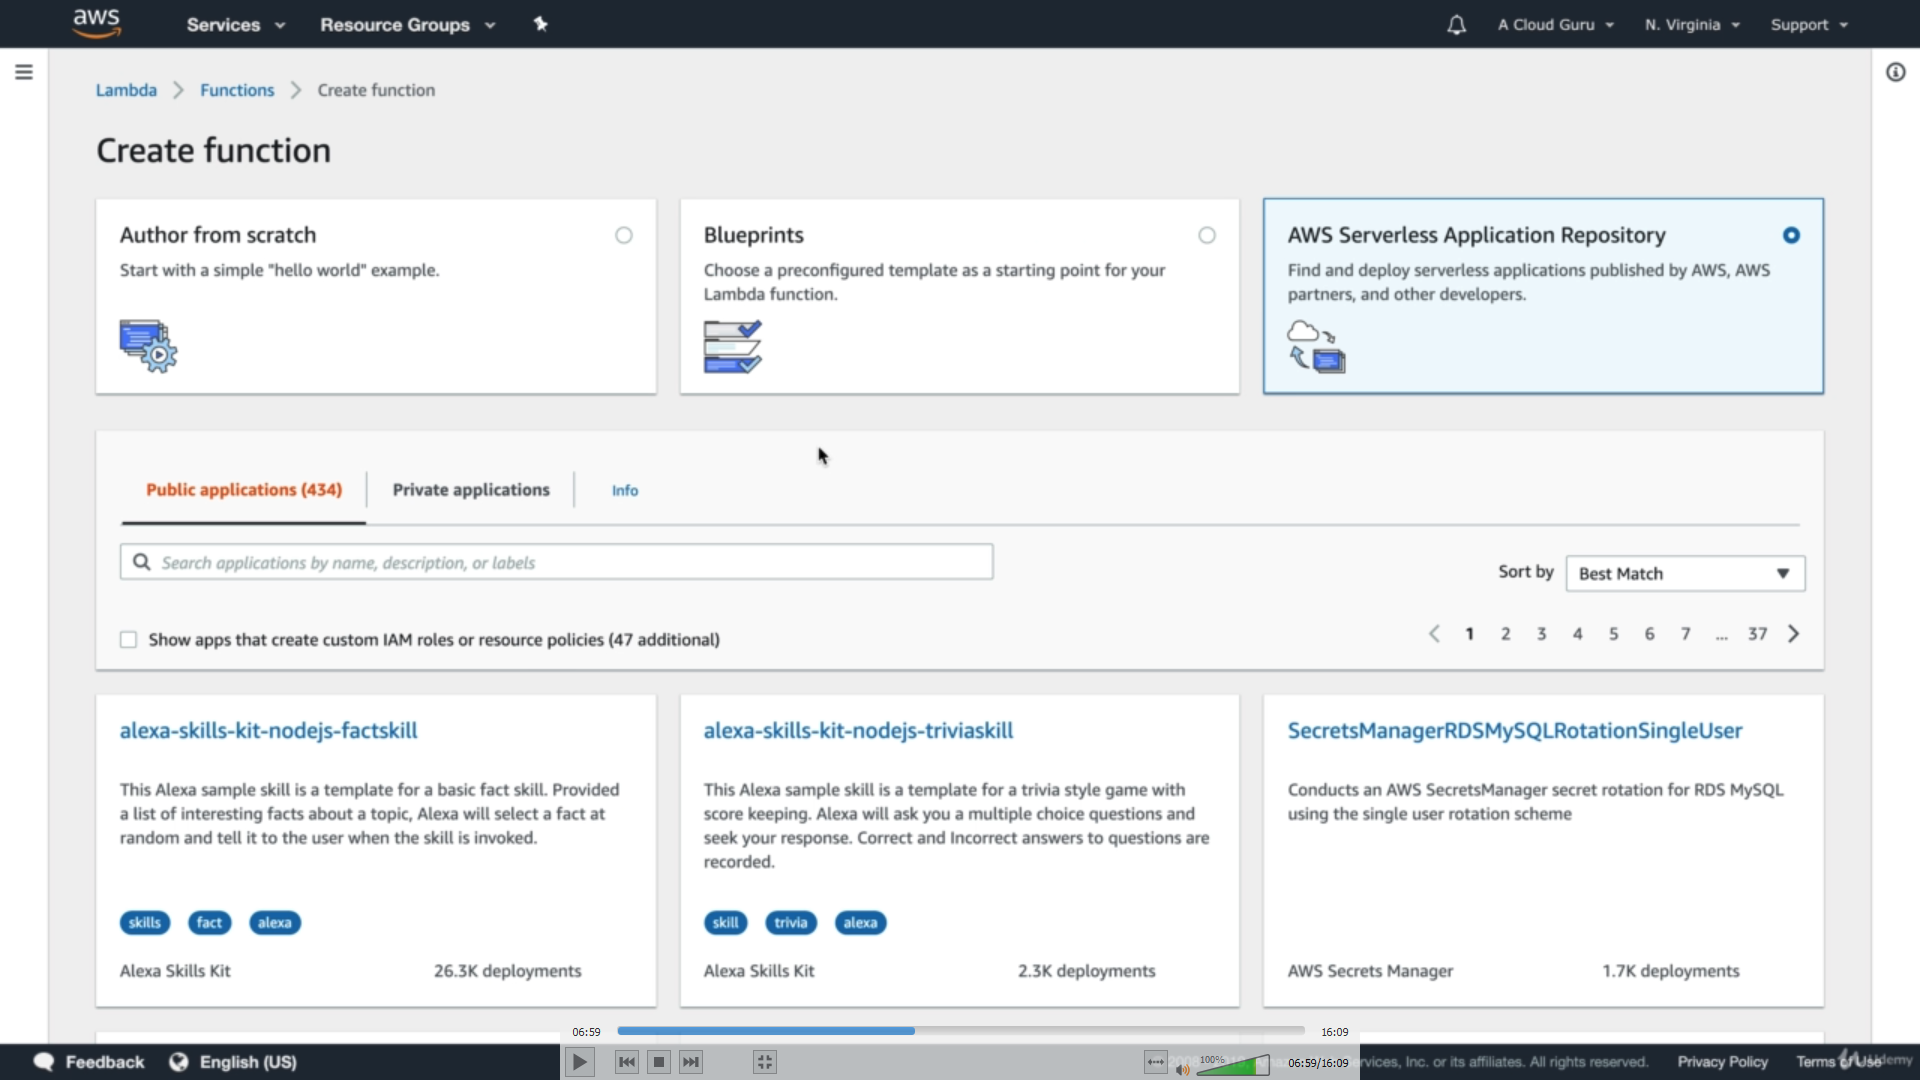 aws
Services
Resource Groups
A Cloud Guru
N. Virginia
Support
Lambda
Functions
Create function
Create function
Author from scratch
Start with a simple "hello world" example.
Blueprints
Choose a preconfigured template as a starting point for your
Lambda function.
AWS Serverless Application Repository
Find and deploy serverless applications published by AWS, AWS
partners, and other developers.
Public applications (434)
Private applications
Info
Search applications by name, description, or labels
Sort by
Best Match
Show apps that create custom IAM roles or resource policies (47 additional)
1 2 3 4 5 6 7 ... 37
alexa-skills-kit-nodejs-factskill
This Alexa sample skill is a template for a basic fact skill. Provided
a list of interesting facts about a topic, Alexa will select a fact at
random and tell it to the user when the skill is invoked.
skills fact alexa
Alexa Skills Kit
26.3K deployments
alexa-skills-kit-nodejs-triviaskill
This Alexa sample skill is a template for a trivia style game with
score keeping. Alexa will ask you a multiple choice questions and
seek your response. Correct and Incorrect answers to questions are
recorded.
skill trivia alexa
Alexa Skills Kit
2.3K deployments
SecretsManagerRDSMySQLRotationSingleUser
Conducts an AWS SecretsManager secret rotation for RDS MySQL
using the single user rotation scheme
AWS Secrets Manager
1.7K deployments
06:59
16:09
Feedback
English (US)
100%
06:59/16:09
Inc. or its affiliates. All rights reserved.
Privacy Policy
Terms of Use